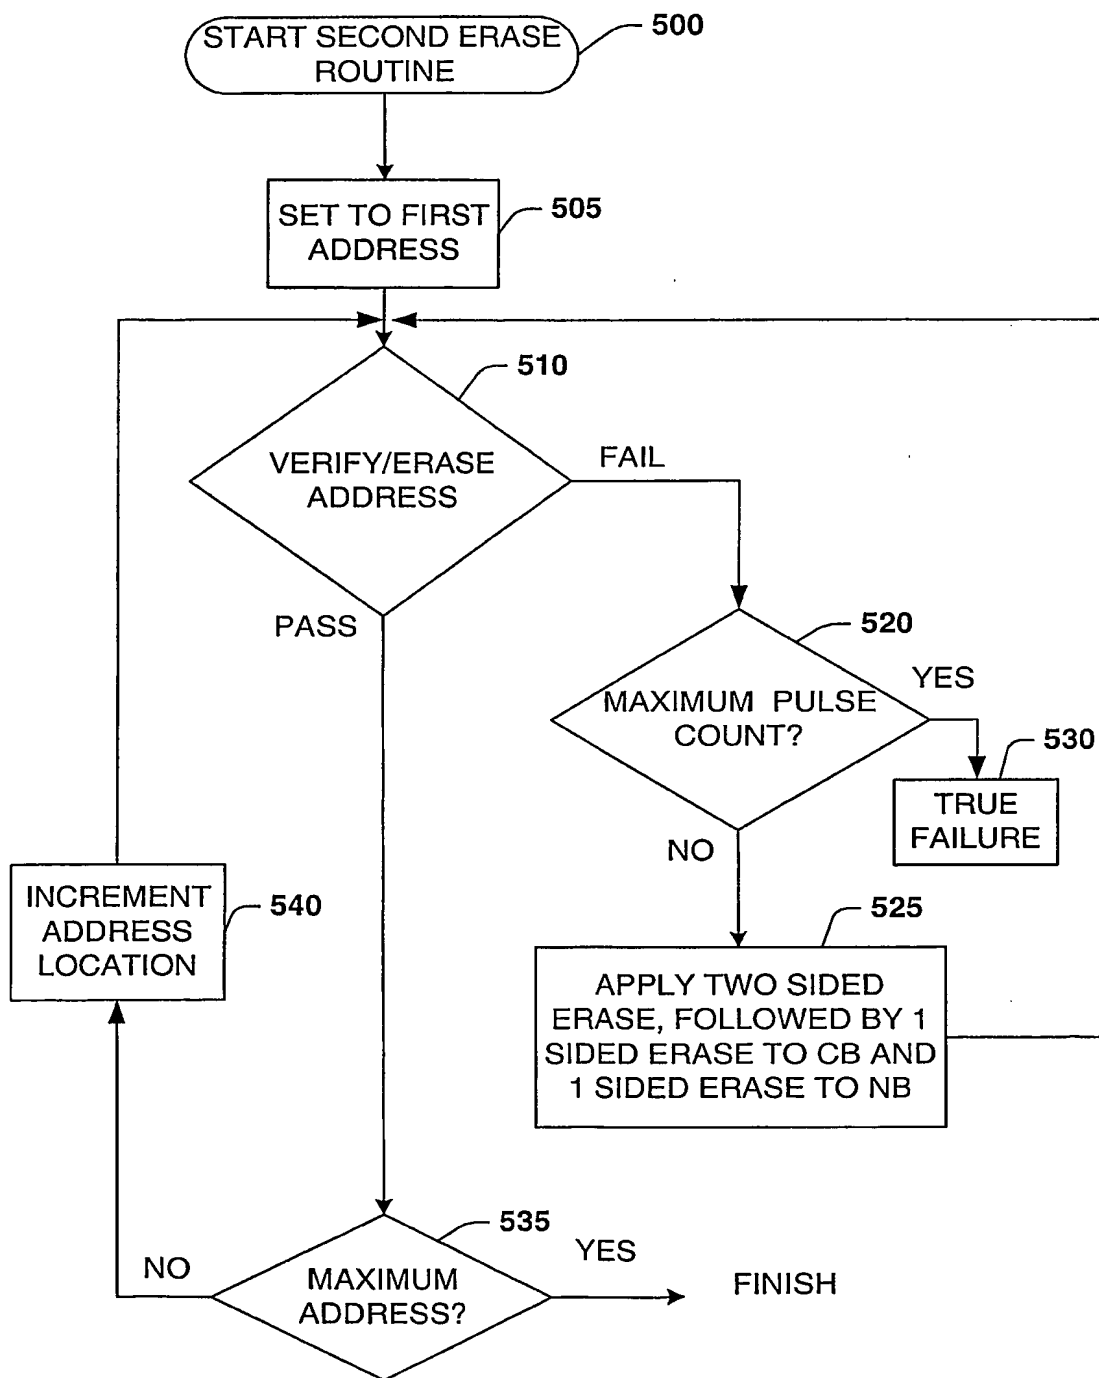 START SECOND ERASE
ROUTINE
500
SET TO FIRST
ADDRESS
505
510
VERIFY/ERASE
ADDRESS
FAIL
PASS
520
MAXIMUM PULSE
COUNT?
YES
530
TRUE
FAILURE
NO
525
APPLY TWO SIDED
ERASE, FOLLOWED BY 1
SIDED ERASE TO CB AND
1 SIDED ERASE TO NB
INCREMENT
ADDRESS
LOCATION
540
535
MAXIMUM
ADDRESS?
NO
YES
FINISH